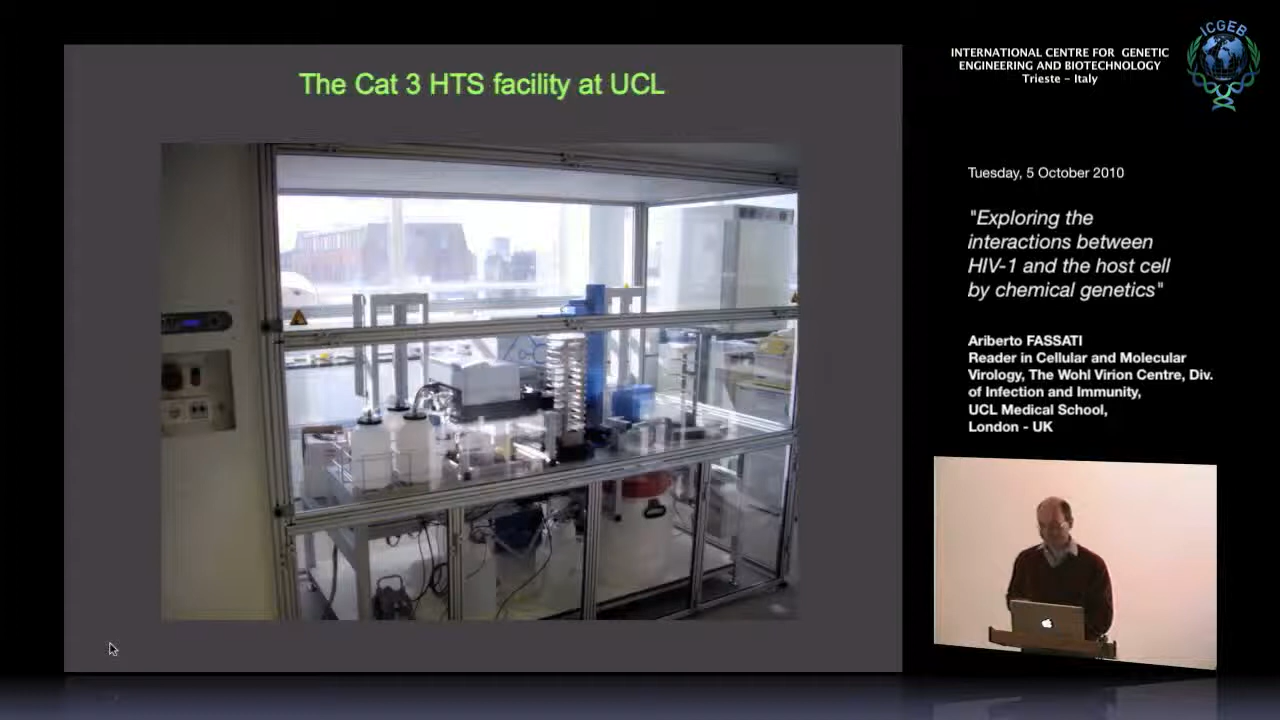 The Cat 3 HTS facility at UCL
INTERNATIONAL CENTRE FOR GENETIC
ENGINEERING AND BIOTECHNOLOGY
Trieste - Italy
ICGEB
Tuesday, 5 October 2010
"Exploring the
interactions between
HIV-1 and the host cell
by chemical genetics"
Ariberto FASSATI
Reader in Cellular and Molecular
Virology, The Wohl Virion Centre, Div.
of Infection and Immunity,
UCL Medical School,
London - UK